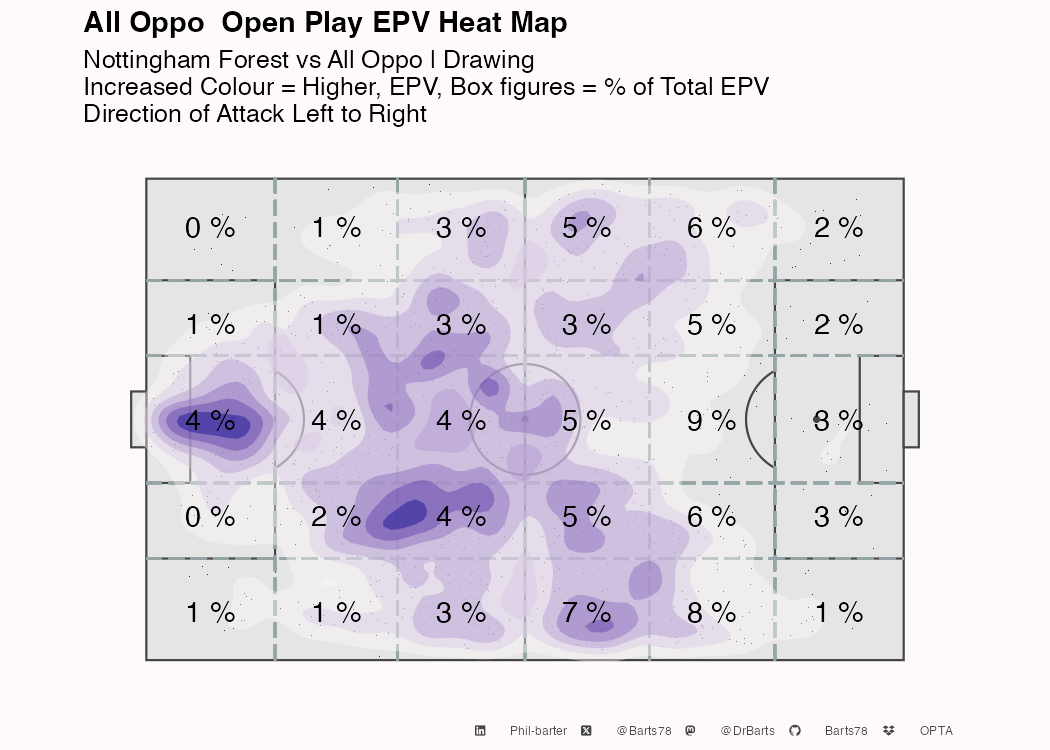 All Oppo  Open Play EPV Heat Map
Nottingham Forest vs All Oppo | Drawing
Increased Colour = Higher, EPV, Box figures = % of Total EPV
Direction of Attack Left to Right
0 % 1 % 3 % 5 % 6 % 2 %
1 % 1 % 3 % 3 % 5 % 2 %
4 % 4 % 4 % 5 % 9 % 8 %
0 % 2 % 4 % 5 % 6 % 3 %
1 % 1 % 3 % 7 % 8 % 1 %
Phil-barter @Barts78 @DrBarts Barts78 OPTA